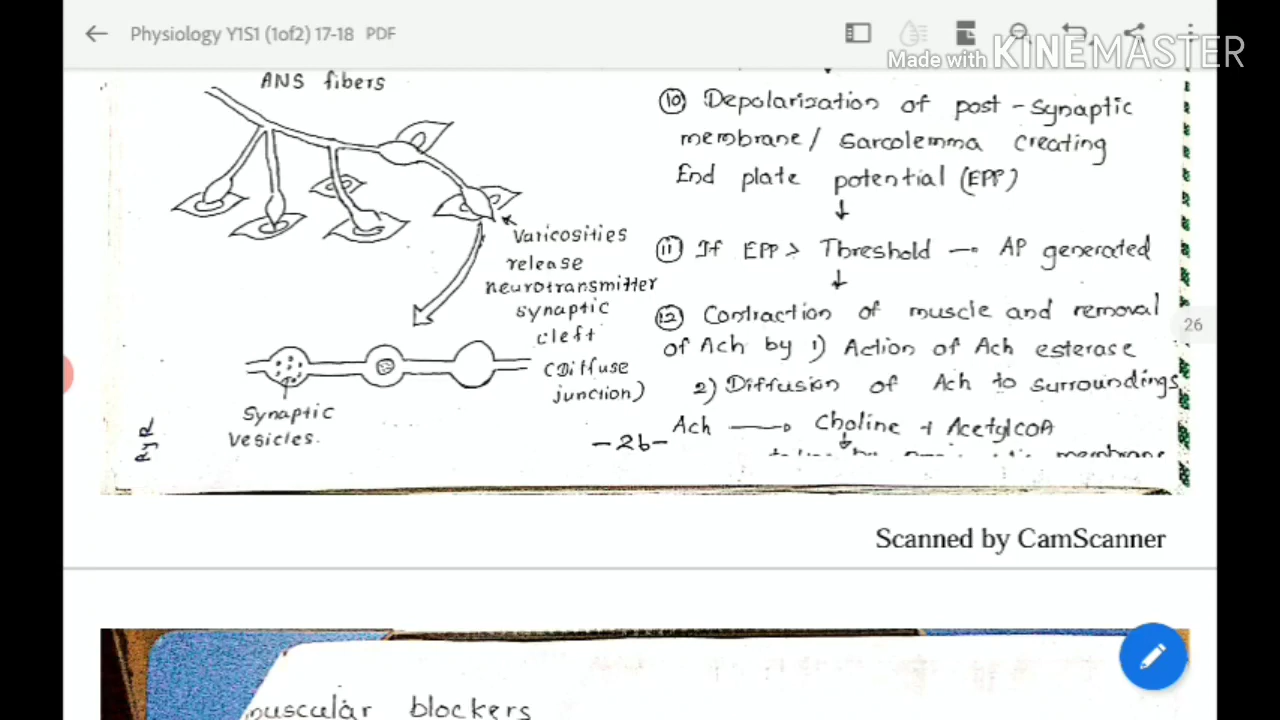 Physiology Y1S1 (1of2) 17-18 PDF
Made with KINEMASTER
ANS fibers
Varicosities
release
neurotransmitter
synaptic
cleft
(Diffuse
junction)
Synaptic
vesicles.
-26-
(10) Depolarization of post-synaptic
membrane/ sarcolemma creating
End plate potential (EPP)
↓
(11) If EPP > Threshold → AP generated
↓
(12) Contraction of muscle and removal
of Ach by 1) Action of Ach esterase
2) Diffusion of Ach to surroundings
Ach → Choline + AcetylCoA
↓
membrane
26
Scanned by CamScanner
muscular blockers